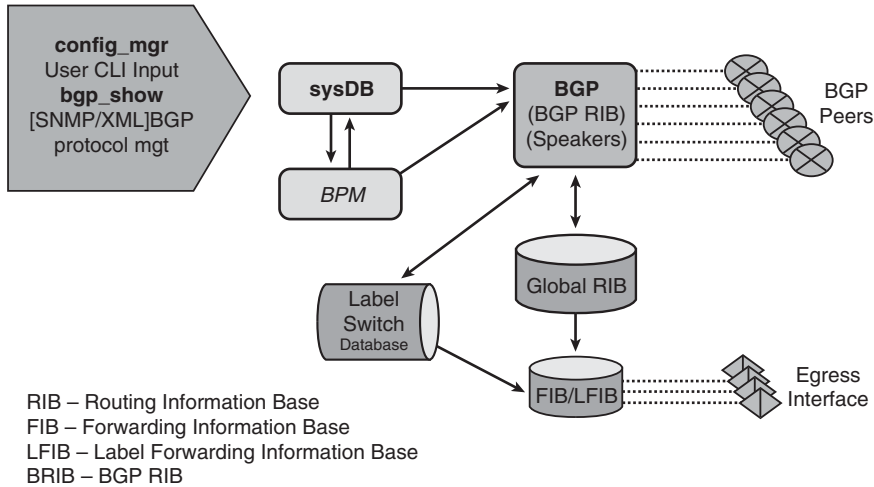 config_mgr
User CLI Input
bgp_show
[SNMP/XML]BGP
protocol mgt
sysDB
BPM
BGP
(BGP RIB)
(Speakers)
BGP
Peers
Global RIB
Label
Switch
Database
FIB/LFIB
Egress
Interface
RIB – Routing Information Base
FIB – Forwarding Information Base
LFIB – Label Forwarding Information Base
BRIB – BGP RIB